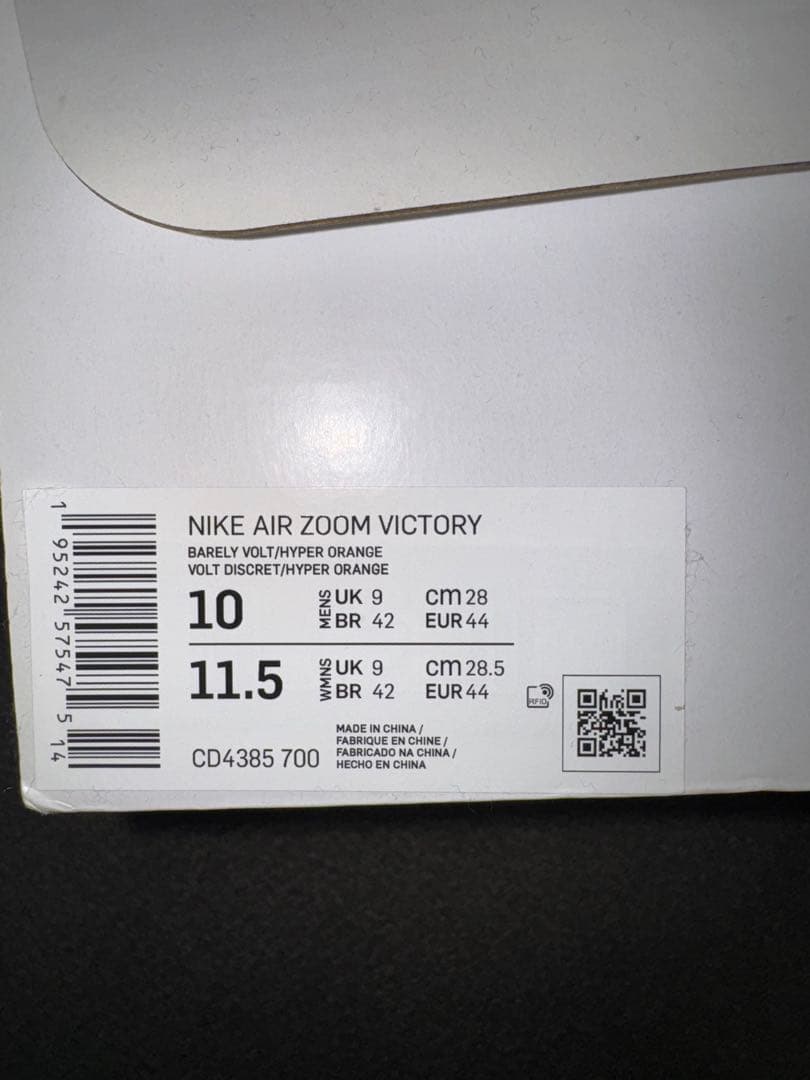 1 95242 57547 5 14
NIKE AIR ZOOM VICTORY
BARELY VOLT/HYPER ORANGE
VOLT DISCRET/HYPER ORANGE
10 MENS UK 9 cm 28
BR 42 EUR 44
11.5 WMNS UK 9 cm 28.5
BR 42 EUR 44
RFID
CD4385 700
MADE IN CHINA /
FABRIQUE EN CHINE /
FABRICADO NA CHINA /
HECHO EN CHINA